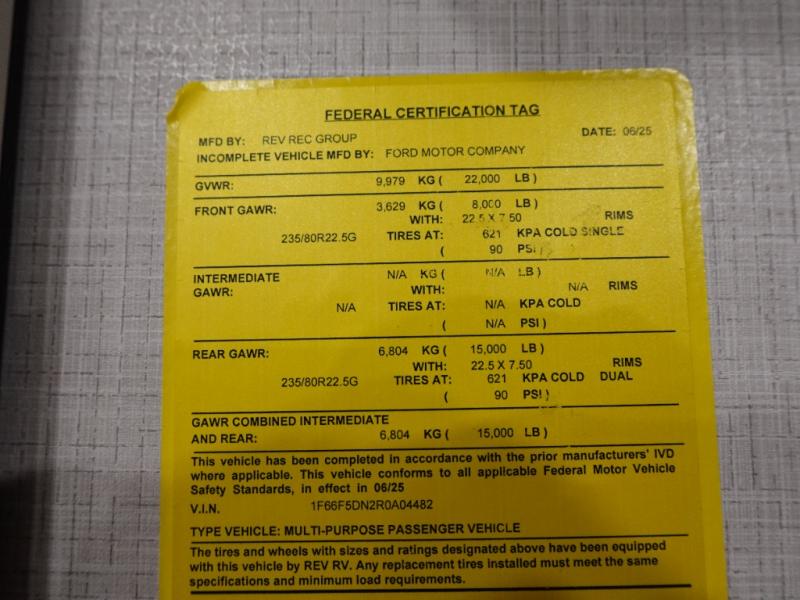 FEDERAL CERTIFICATION TAG
MFD BY: REV REC GROUP DATE: 06/25
INCOMPLETE VEHICLE MFD BY: FORD MOTOR COMPANY
GVWR: 9,979 KG ( 22,000 LB )
FRONT GAWR: 3,629 KG ( 8,000 LB )
WITH: 22.5 X 7.50 RIMS
235/80R22.5G TIRES AT: 621 KPA COLD SINGLE
( 90 PSI )
INTERMEDIATE N/A KG ( N/A LB )
GAWR: WITH: N/A RIMS
N/A TIRES AT: N/A KPA COLD
( N/A PSI )
REAR GAWR: 6,804 KG ( 15,000 LB )
WITH: 22.5 X 7.50 RIMS
235/80R22.5G TIRES AT: 621 KPA COLD DUAL
( 90 PSI )
GAWR COMBINED INTERMEDIATE
AND REAR: 6,804 KG ( 15,000 LB )
This vehicle has been completed in accordance with the prior manufacturers' IVD
where applicable. This vehicle conforms to all applicable Federal Motor Vehicle
Safety Standards, in effect in 06/25
V.I.N. 1F66F5DN2R0A04482
TYPE VEHICLE: MULTI-PURPOSE PASSENGER VEHICLE
The tires and wheels with sizes and ratings designated above have been equipped
with this vehicle by REV RV. Any replacement tires installed must meet the same
specifications and minimum load requirements.